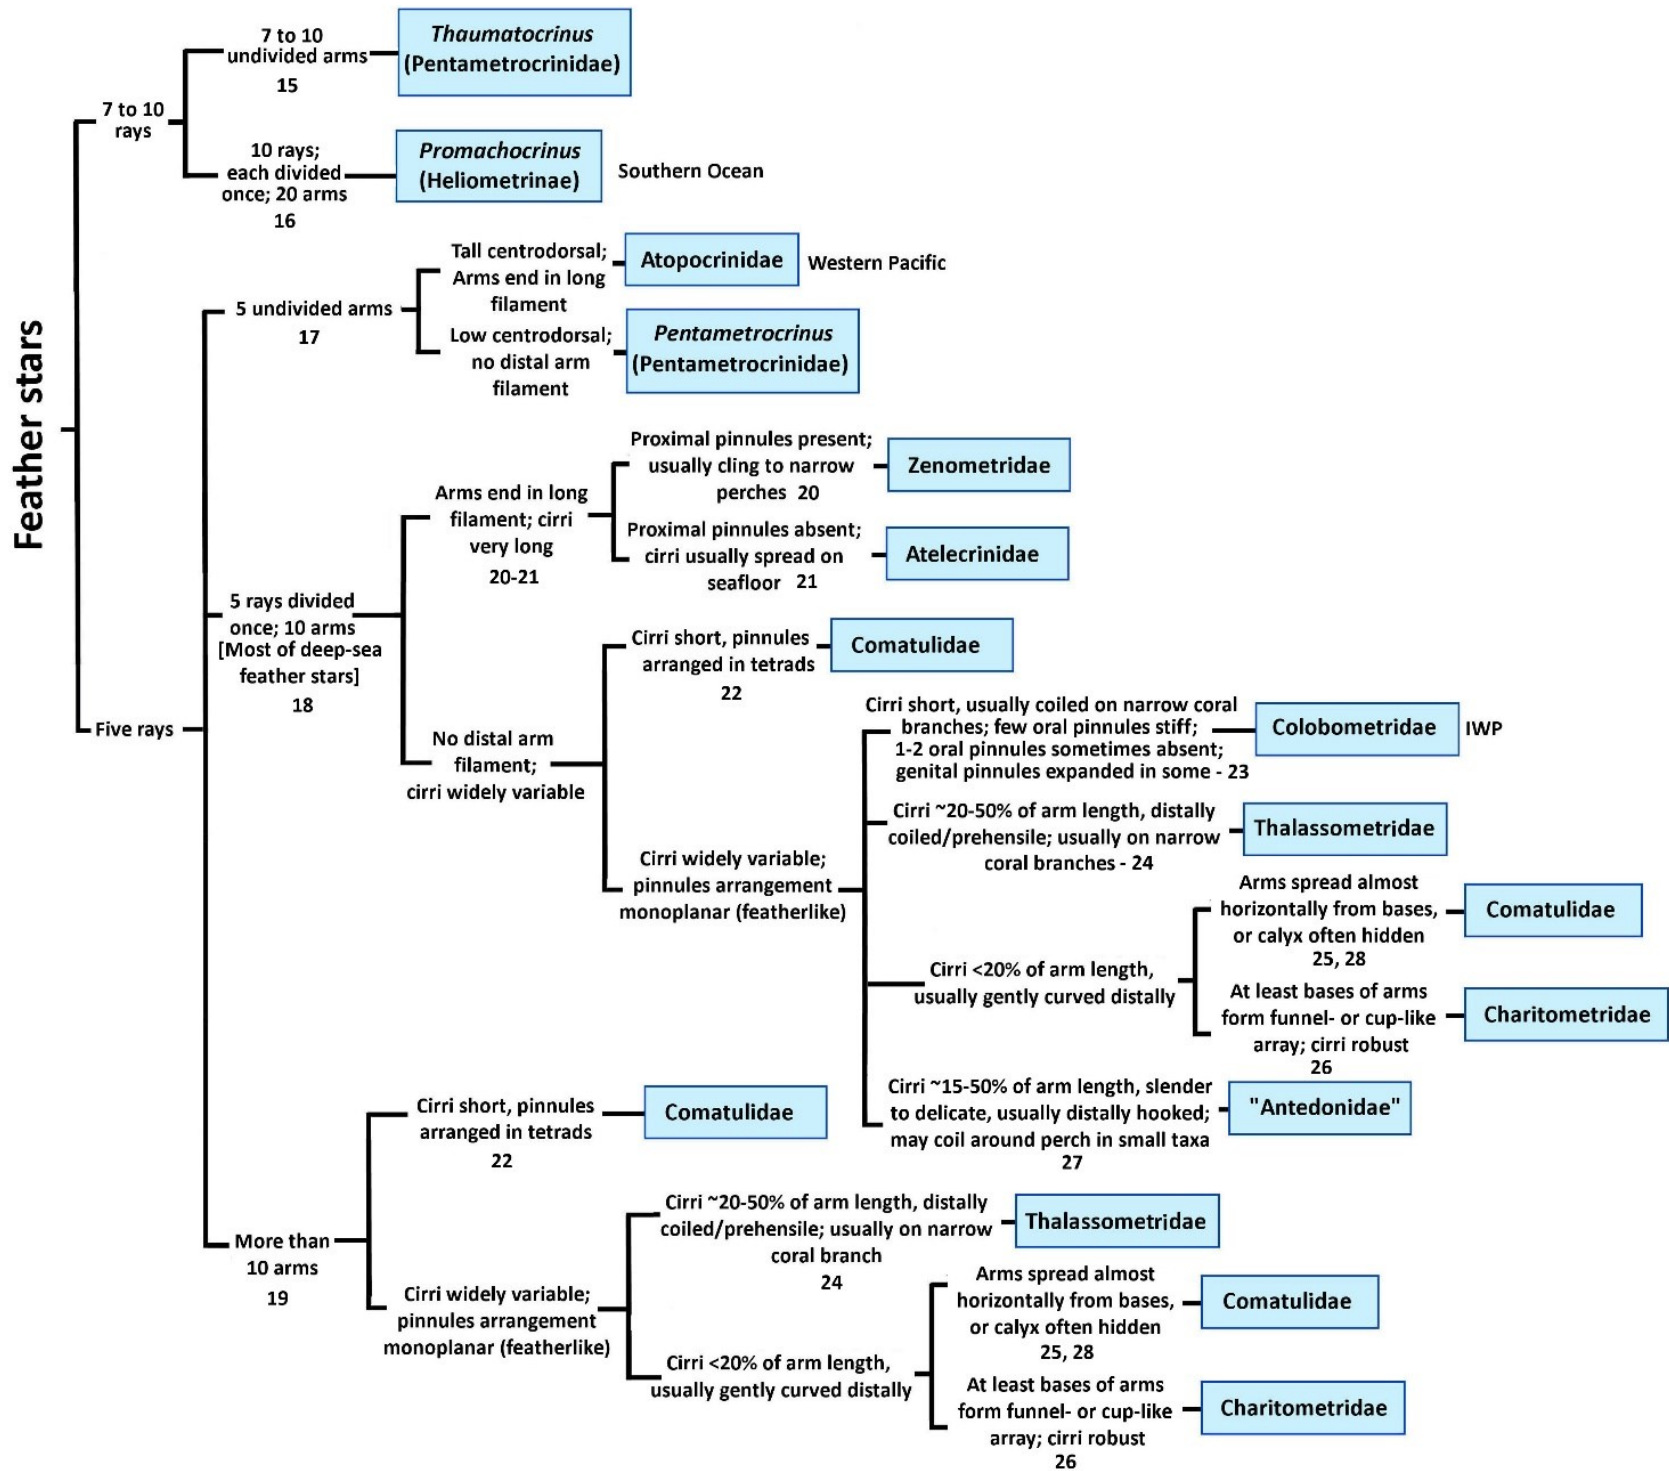 Feather stars
7 to 10
rays
7 to 10
undivided arms
15
Thaumatocrinus
(Pentametrocrinidae)
10 rays;
each divided
once; 20 arms
16
Promachocrinus
(Heliometrinae)
Southern Ocean
Five rays
5 undivided arms
17
Tall centrodorsal;
Arms end in long
filament
Atopocrinidae
Western Pacific
Low centrodorsal;
no distal arm
filament
Pentametrocrinus
(Pentametrocrinidae)
5 rays divided
once; 10 arms
[Most of deep-sea
feather stars]
18
Arms end in long
filament; cirri
very long
20-21
Proximal pinnules present;
usually cling to narrow
perches 20
Zenometridae
Proximal pinnules absent;
cirri usually spread on
seafloor 21
Atelecrinidae
No distal arm
filament;
cirri widely variable
Cirri short, pinnules
arranged in tetrads
22
Comatulidae
Cirri widely variable;
pinnules arrangement
monoplanar (featherlike)
Cirri short, usually coiled on narrow coral
branches; few oral pinnules stiff;
1-2 oral pinnules sometimes absent;
genital pinnules expanded in some - 23
Colobometridae
IWP
Cirri ~20-50% of arm length, distally
coiled/prehensile; usually on narrow
coral branches - 24
Thalassometridae
Cirri <20% of arm length,
usually gently curved distally
Arms spread almost
horizontally from bases,
or calyx often hidden
25, 28
Comatulidae
At least bases of arms
form funnel- or cup-like
array; cirri robust
26
Charitometridae
Cirri ~15-50% of arm length, slender
to delicate, usually distally hooked;
may coil around perch in small taxa
27
"Antedonidae"
More than
10 arms
19
Cirri short, pinnules
arranged in tetrads
22
Comatulidae
Cirri widely variable;
pinnules arrangement
monoplanar (featherlike)
Cirri ~20-50% of arm length, distally
coiled/prehensile; usually on narrow
coral branch
24
Thalassometridae
Cirri <20% of arm length,
usually gently curved distally
Arms spread almost
horizontally from bases,
or calyx often hidden
25, 28
Comatulidae
At least bases of arms
form funnel- or cup-like
array; cirri robust
26
Charitometridae